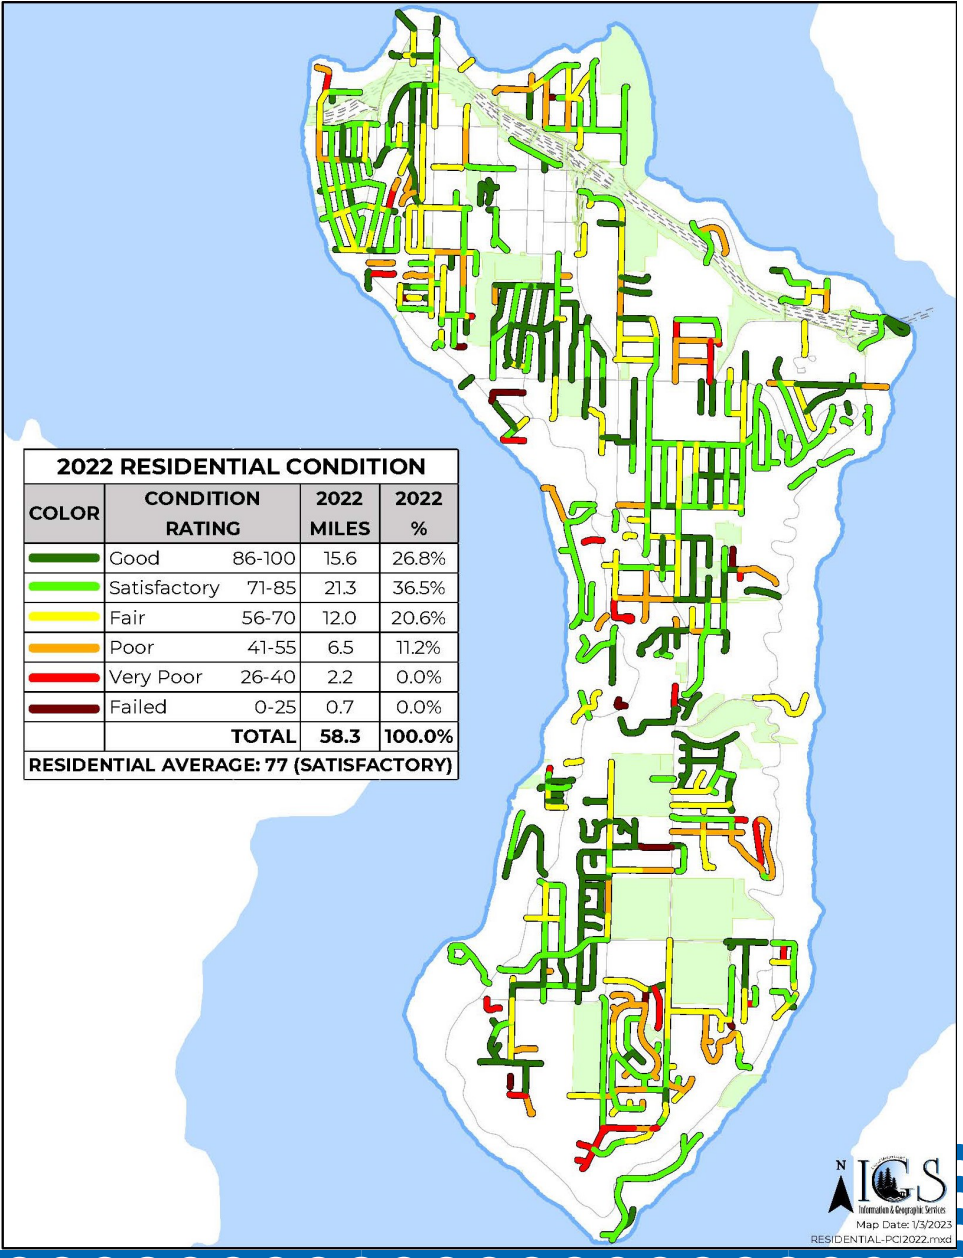 2022 RESIDENTIAL CONDITION
COLOR CONDITION RATING 2022 MILES 2022 %
Good 86-100 15.6 26.8%
Satisfactory 71-85 21.3 36.5%
Fair 56-70 12.0 20.6%
Poor 41-55 6.5 11.2%
Very Poor 26-40 2.2 0.0%
Failed 0-25 0.7 0.0%
TOTAL 58.3 100.0%
RESIDENTIAL AVERAGE: 77 (SATISFACTORY)
N
IGS
Information & Geographic Services
Map Date: 1/3/2023
RESIDENTIAL-PCI2022.mxd